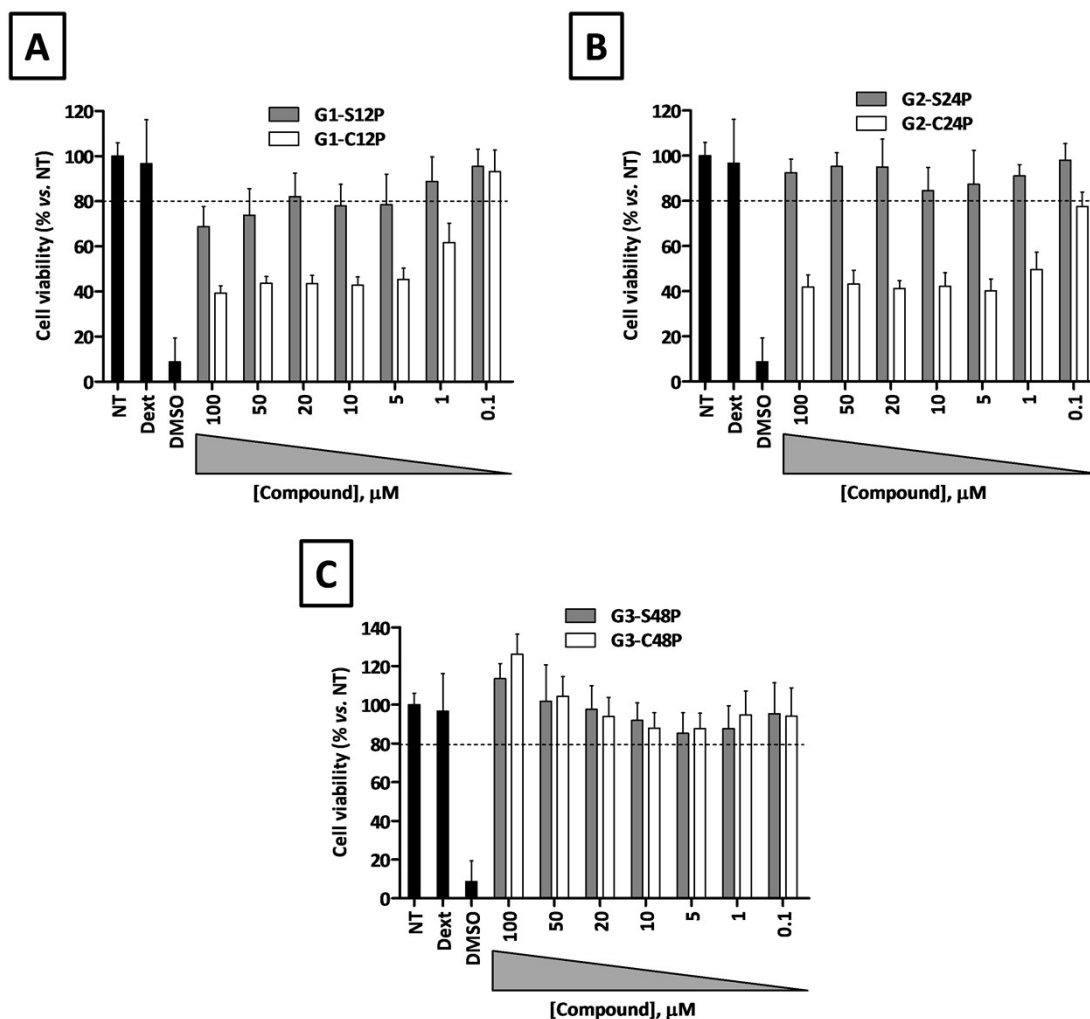 A
Cell viability (% vs. NT)
120
100
80
60
40
20
0
G1-S12P
G1-C12P
NT
Dext
DMSO
100
50
20
10
5
1
0.1
[Compound], μM
B
Cell viability (% vs. NT)
120
100
80
60
40
20
0
G2-S24P
G2-C24P
NT
Dext
DMSO
100
50
20
10
5
1
0.1
[Compound], μM
C
Cell viability (% vs. NT)
140
120
100
80
60
40
20
0
G3-S48P
G3-C48P
NT
Dext
DMSO
100
50
20
10
5
1
0.1
[Compound], μM